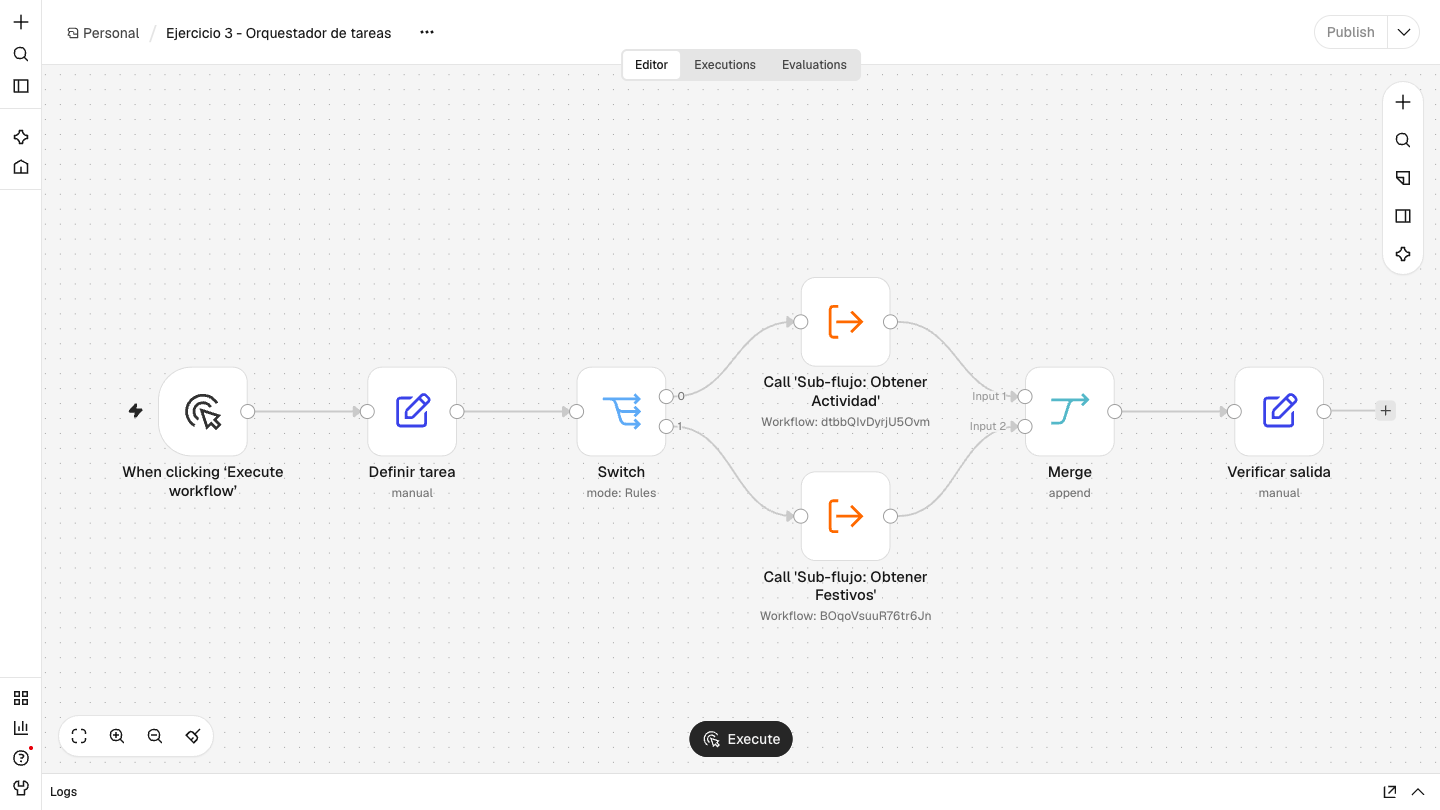 Personal / Ejercicio 3 - Orquestador de tareas ...
Publish
Editor Executions Evaluations
When clicking ‘Execute
workflow’
Definir tarea
manual
Switch
mode: Rules
0
1
Call 'Sub-flujo: Obtener
Actividad'
Workflow: dtbbQIvDyrjU5Ovm
Call 'Sub-flujo: Obtener
Festivos'
Workflow: BOqoVsuuR76tr6Jn
Input 1
Input 2
Merge
append
Verificar salida
manual
Execute
Logs